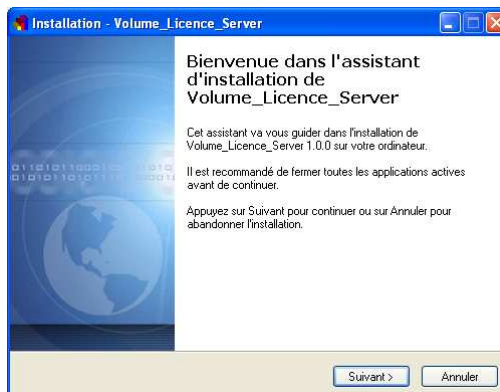 Installation - Volume_Licence_Server
Bienvenue dans l'assistant
d'installation de
Volume_Licence_Server
Cet assistant va vous guider dans l'installation de
Volume_Licence_Server 1.0.0 sur votre ordinateur.
Il est recommandé de fermer toutes les applications actives
avant de continuer.
Appuyez sur Suivant pour continuer ou sur Annuler pour
abandonner l'installation.
Suivant >
Annuler